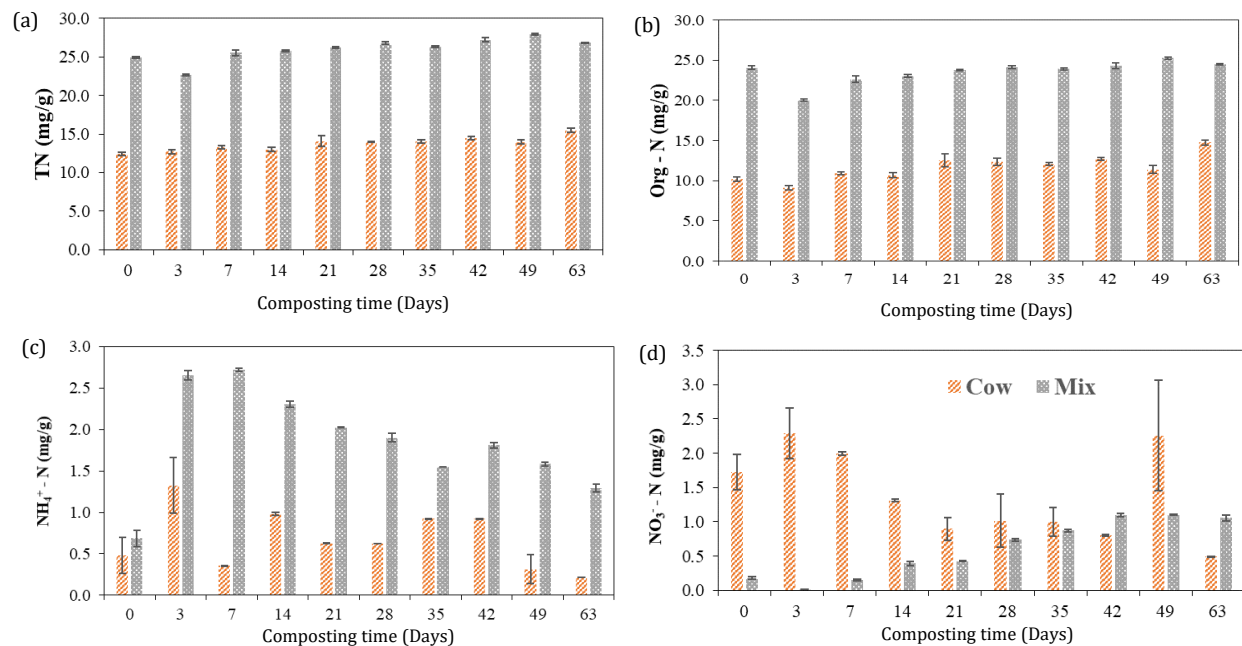 (a)
TN (mg/g)
30.0
25.0
20.0
15.0
10.0
5.0
0.0
0 3 7 14 21 28 35 42 49 63
Composting time (Days)
(b)
Org - N (mg/g)
30.0
25.0
20.0
15.0
10.0
5.0
0.0
0 3 7 14 21 28 35 42 49 63
Composting time (Days)
(c)
NH₄⁺ - N (mg/g)
3.0
2.5
2.0
1.5
1.0
0.5
0.0
0 3 7 14 21 28 35 42 49 63
Composting time (Days)
(d)
NO₃⁻ - N (mg/g)
3.5
3.0
2.5
2.0
1.5
1.0
0.5
0.0
Cow Mix
0 3 7 14 21 28 35 42 49 63
Composting time (Days)